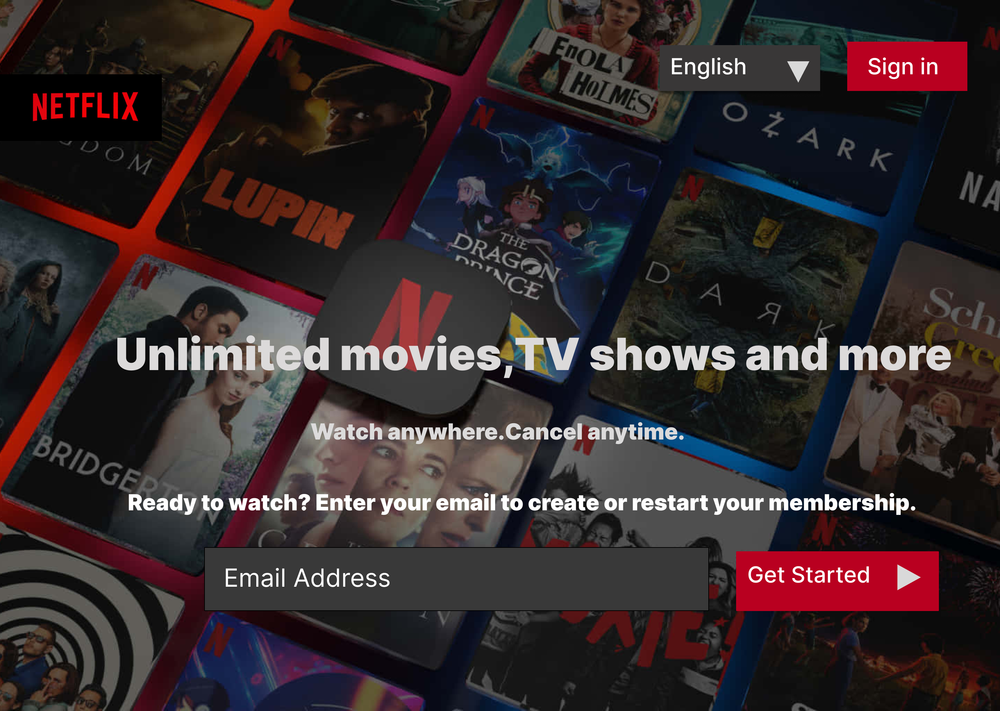 EnOLA
HOLMES
English
Sign in
NETFLIX
OZARK
GDOM
LUPIN
THE
DRAGON
PRINCE
DARK
Unlimited movies,TV shows and more
Watch anywhere.Cancel anytime.
BRIDGERTON
Ready to watch? Enter your email to create or restart your membership.
Email Address
Get Started